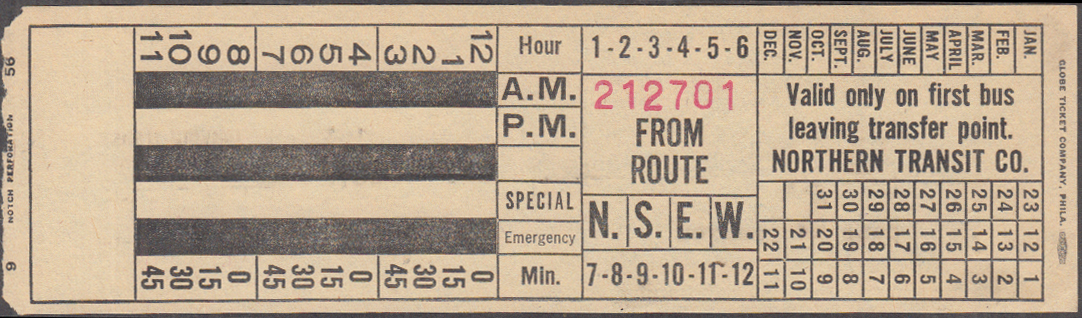 56
NOTCH PERFORATION
9
12 1 2 3 4 5 6 7 8 9 10 11
0 15 30 45 0 15 30 45 0 15 30 45
Hour
A.M.
P.M.
SPECIAL
Emergency
Min.
1-2-3-4-5-6
212701
FROM
ROUTE
N.|S.|E.|W.
7-8-9-10-11-12
JAN. FEB. MAR. APRIL MAY JUNE JULY AUG. SEPT. OCT. NOV. DEC.
Valid only on first bus
leaving transfer point.
NORTHERN TRANSIT CO.
23 24 25 26 27 28 29 30 31
12 13 14 15 16 17 18 19 20 21 22
1 2 3 4 5 6 7 8 9 10 11
GLOBE TICKET COMPANY, PHILA.